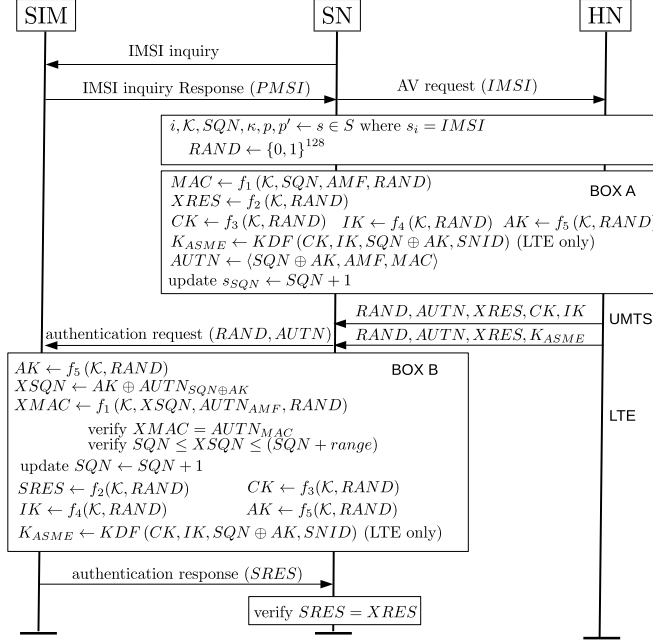 SIM SN HN
IMSI inquiry
IMSI inquiry Response (PMSI) AV request (IMSI)
i, 𝒦, SQN, κ, p, p′ ← s ∈ S where s_i = IMSI
RAND ← {0, 1}^128
MAC ← f_1 (𝒦, SQN, AMF, RAND)
BOX A
XRES ← f_2 (𝒦, RAND)
CK ← f_3 (𝒦, RAND) IK ← f_4 (𝒦, RAND) AK ← f_5 (𝒦, RAND)
K_ASME ← KDF (CK, IK, SQN ⊕ AK, SNID) (LTE only)
AUTN ← ⟨SQN ⊕ AK, AMF, MAC⟩
update s_SQN ← SQN + 1
RAND, AUTN, XRES, CK, IK
UMTS
authentication request (RAND, AUTN) RAND, AUTN, XRES, K_ASME
AK ← f_5 (𝒦, RAND) BOX B
XSQN ← AK ⊕ AUTN_SQN⊕AK
XMAC ← f_1 (𝒦, XSQN, AUTN_AMF, RAND)
LTE
verify XMAC = AUTN_MAC
verify SQN ≤ XSQN ≤ (SQN + range)
update SQN ← SQN + 1
SRES ← f_2(𝒦, RAND) CK ← f_3(𝒦, RAND)
IK ← f_4(𝒦, RAND) AK ← f_5(𝒦, RAND)
K_ASME ← KDF (CK, IK, SQN ⊕ AK, SNID) (LTE only)
authentication response (SRES)
verify SRES = XRES